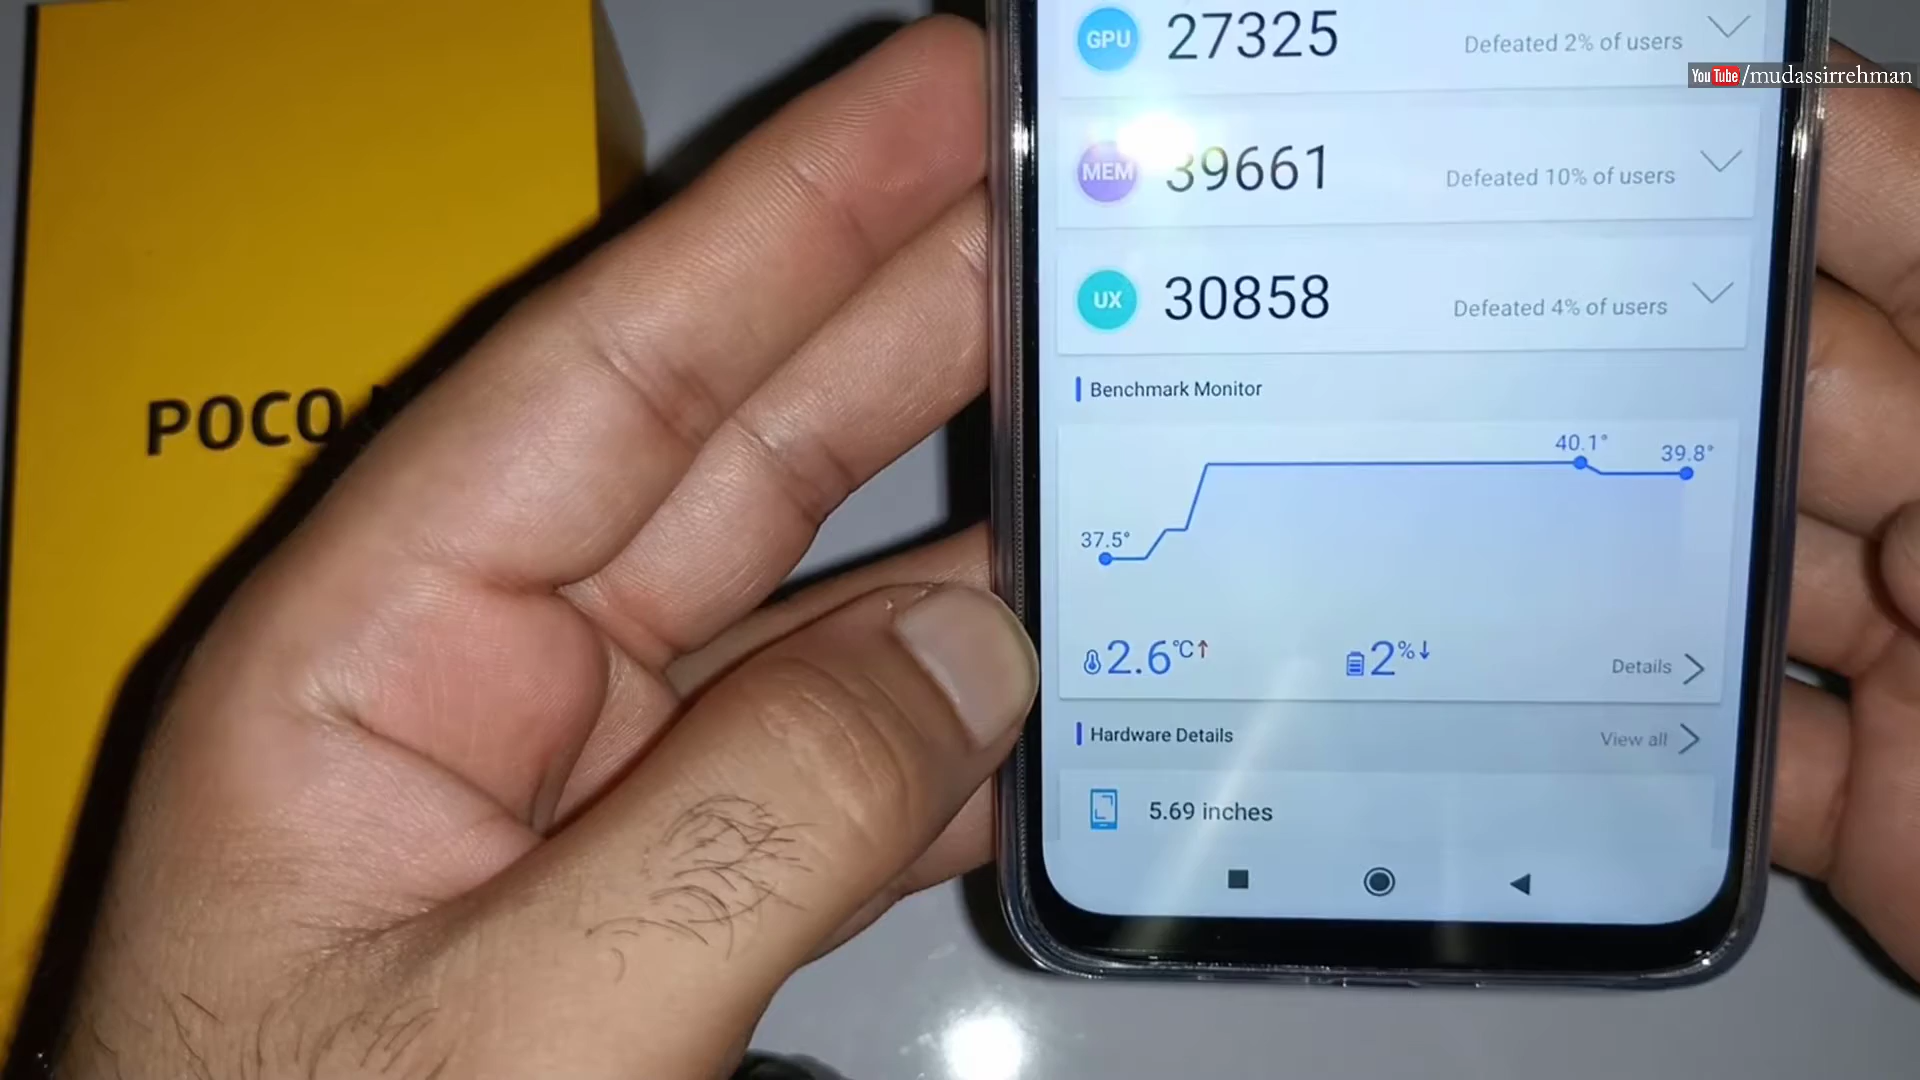 GPU 27325 Defeated 2% of users
YouTube/mudassirrehman
MEM 39661 Defeated 10% of users
UX 30858 Defeated 4% of users
POCO
Benchmark Monitor
40.1°
39.8°
37.5°
2.6°C↑ 2%↓ Details
Hardware Details View all
5.69 inches